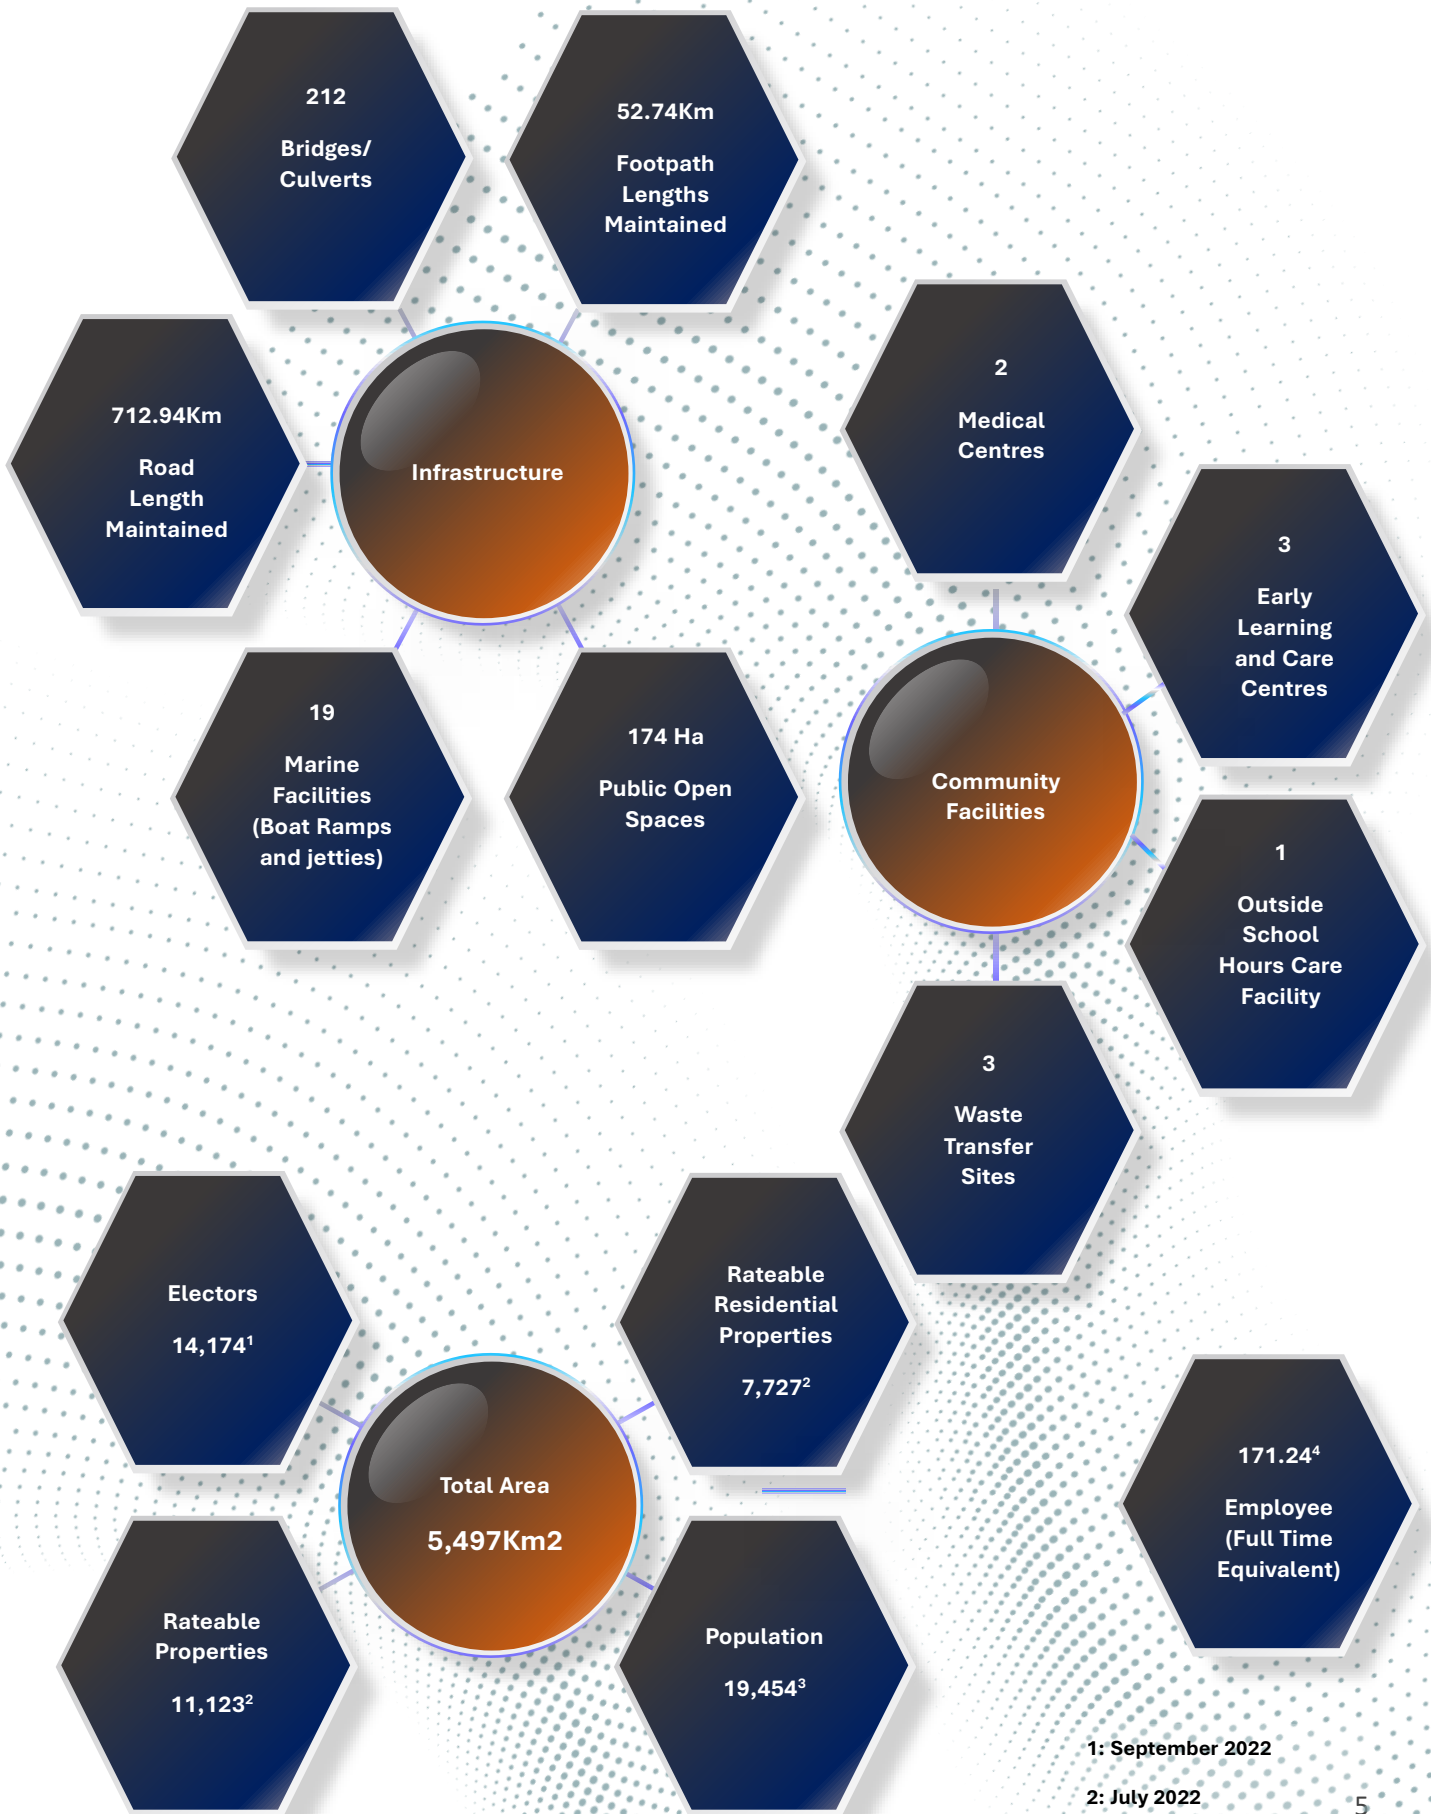 212
Bridges/
Culverts
52.74Km
Footpath
Lengths
Maintained
712.94Km
Road
Length
Maintained
Infrastructure
19
Marine
Facilities
(Boat Ramps
and jetties)
174 Ha
Public Open
Spaces
2
Medical
Centres
3
Early
Learning
and Care
Centres
Community
Facilities
1
Outside
School
Hours Care
Facility
3
Waste
Transfer
Sites
Electors
14,174¹
Rateable
Residential
Properties
7,727²
Total Area
5,497Km2
Rateable
Properties
11,123²
Population
19,454³
171.24⁴
Employee
(Full Time
Equivalent)
1: September 2022
2: July 2022
5